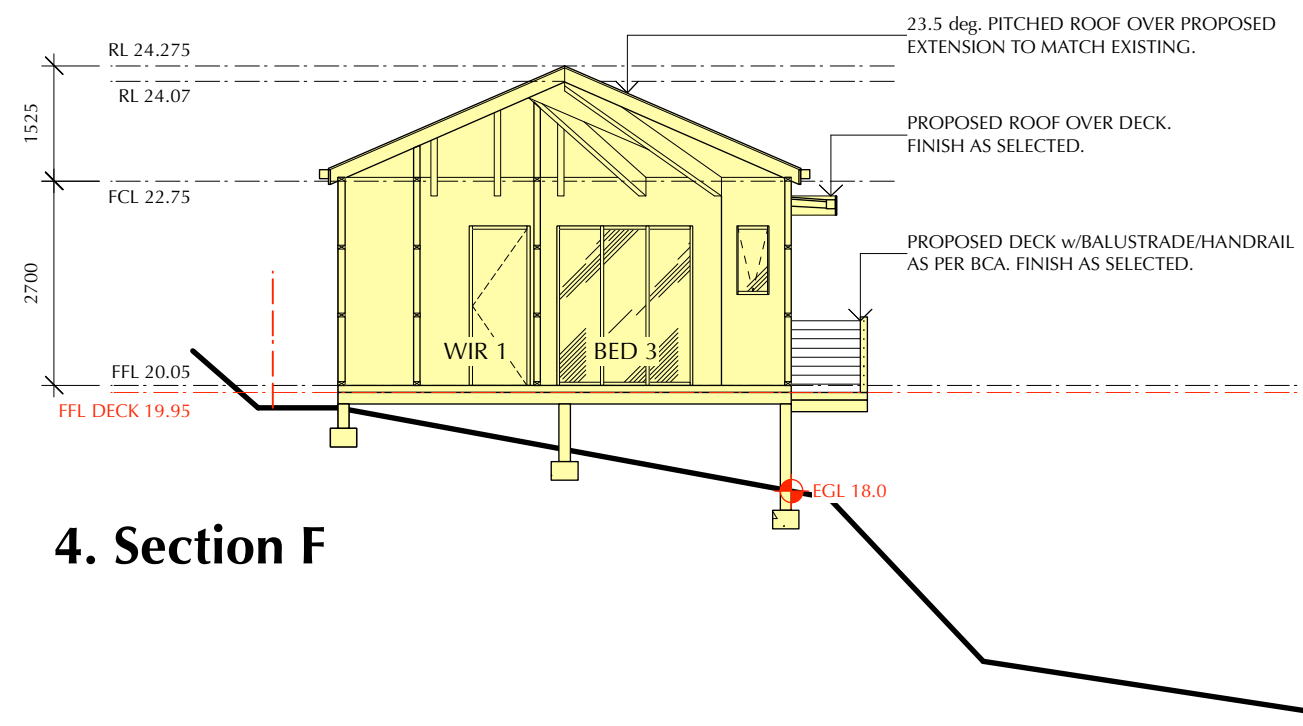 23.5 deg. PITCHED ROOF OVER PROPOSED
EXTENSION TO MATCH EXISTING.
RL 24.275
RL 24.07
1525
PROPOSED ROOF OVER DECK.
FINISH AS SELECTED.
FCL 22.75
PROPOSED DECK w/BALUSTRADE/HANDRAIL
AS PER BCA. FINISH AS SELECTED.
2700
WIR 1
BED 3
FFL 20.05
FFL DECK 19.95
EGL 18.0
4. Section F